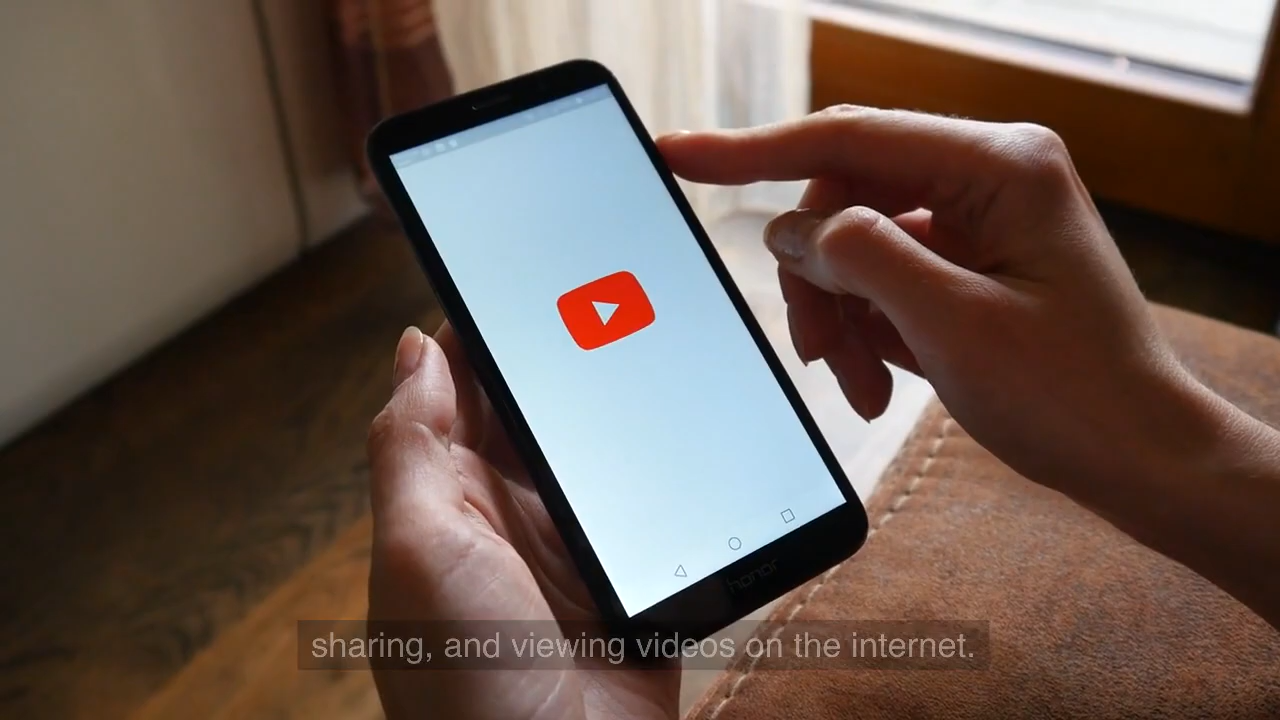 honor
sharing, and viewing videos on the internet.